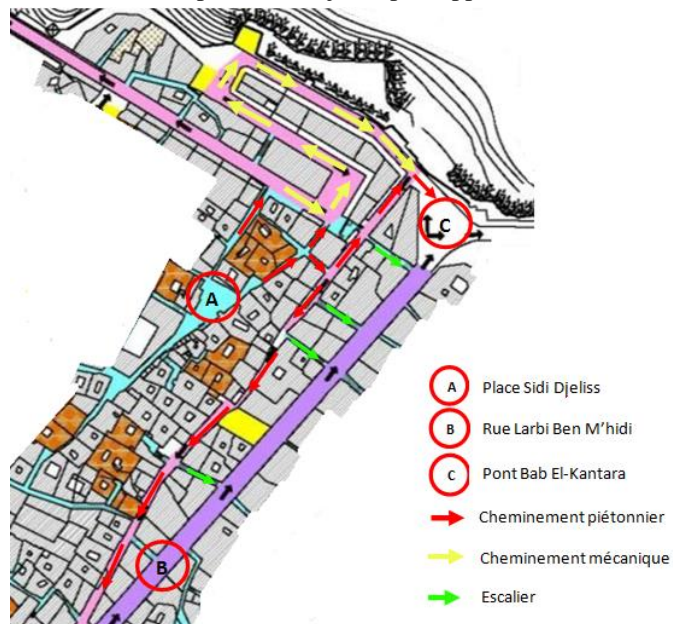 C
A
B
A Place Sidi Djeliss
B Rue Larbi Ben M'hidi
C Pont Bab El-Kantara
Cheminement piétonnier
Cheminement mécanique
Escalier